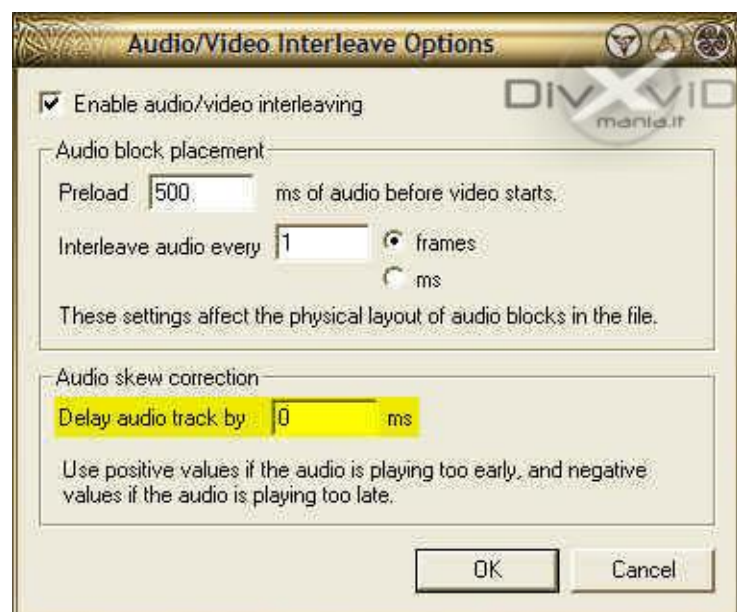 Audio/Video Interleave Options
Enable audio/video interleaving
DivXviD
mania.it
Audio block placement
Preload 500 ms of audio before video starts.
Interleave audio every 1 frames
ms
These settings affect the physical layout of audio blocks in the file.
Audio skew correction
Delay audio track by 0 ms
Use positive values if the audio is playing too early, and negative
values if the audio is playing too late.
OK Cancel